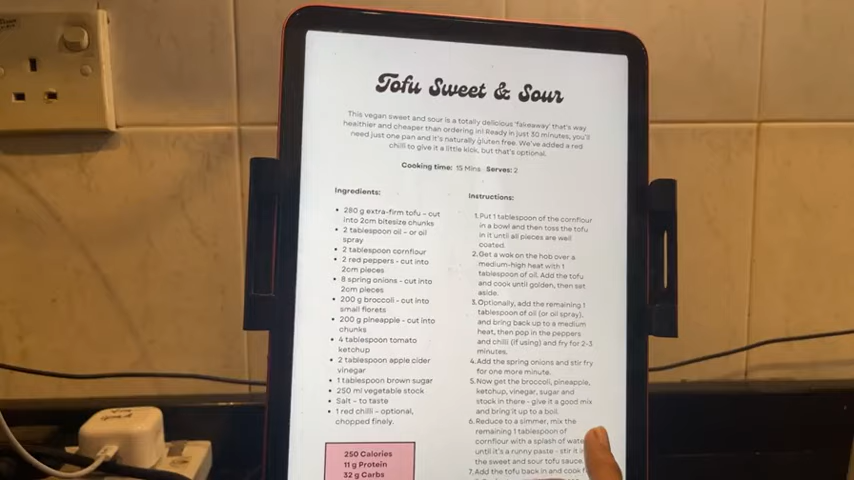 Tofu Sweet & Sour
This vegan sweet and sour is a totally delicious 'fakeaway' that's way
healthier and cheaper than ordering in! Ready in just 30 minutes, you'll
need just one pan and it's naturally gluten free. We've added a red
chilli to give it a little kick, but that's optional.
Cooking time: 15 Mins Serves: 2
Ingredients:
• 280 g extra-firm tofu - cut
into 2cm bitesize chunks
• 2 tablespoon oil - or oil
spray
• 2 tablespoon cornflour
• 2 red peppers - cut into
2cm pieces
• 8 spring onions - cut into
2cm pieces
• 200 g broccoli - cut into
small florets
• 200 g pineapple - cut into
chunks
• 4 tablespoon tomato
ketchup
• 2 tablespoon apple cider
vinegar
• 1 tablespoon brown sugar
• 250 ml vegetable stock
• Salt - to taste
• 1 red chilli - optional,
chopped finely.
250 Calories
11 g Protein
32 g Carbs
Instructions:
1. Put 1 tablespoon of the cornflour
in a bowl and then toss the tofu
in it until all pieces are well
coated.
2. Get a wok on the hob over a
medium-high heat with 1
tablespoon of oil. Add the tofu
and cook until golden, then set
aside.
3. Optionally, add the remaining 1
tablespoon of oil (or oil spray),
and bring back up to a medium
heat, then pop in the peppers
and chilli (if using) and fry for 2-3
minutes.
4. Add the spring onions and stir fry
for one more minute.
5. Now get the broccoli, pineapple,
ketchup, vinegar, sugar and
stock in there - give it a good mix
and bring it up to a boil.
6. Reduce to a simmer, mix the
remaining 1 tablespoon of
cornflour with a splash of wate
until it's a runny paste - stir it in
the sweet and sour tofu sauce.
7. Add the tofu back in and cook f